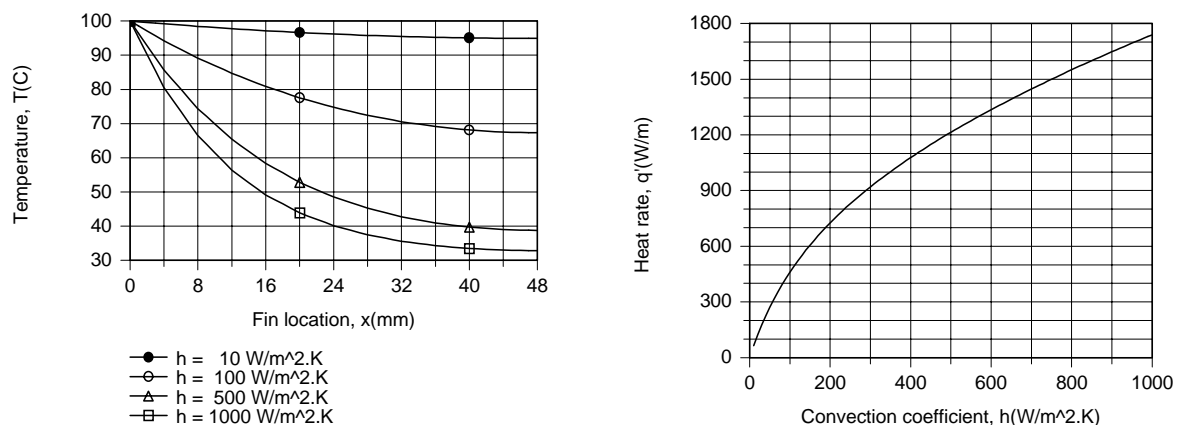 100
90
80
70
60
50
40
30
Temperature, T(C)
0 8 16 24 32 40 48
Fin location, x(mm)
h = 10 W/m^2.K
h = 100 W/m^2.K
h = 500 W/m^2.K
h = 1000 W/m^2.K
1800
1500
1200
900
600
300
0
Heat rate, q'(W/m)
0 200 400 600 800 1000
Convection coefficient, h(W/m^2.K)